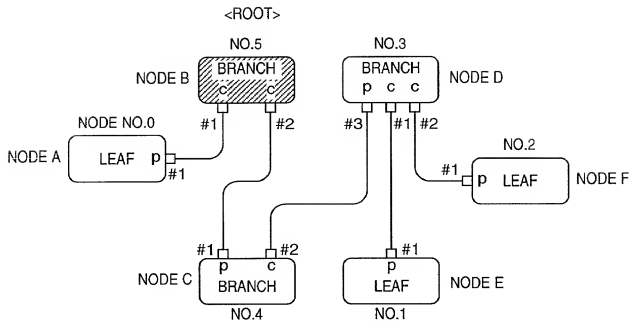 <ROOT>
NO.5
NO.3
NODE B
BRANCH
c c
BRANCH
p c c
NODE D
#1
#2
#3
#1
#2
NODE NO.0
NODE A
LEAF p
#1
NO.2
#1
p LEAF
NODE F
#1
#2
#1
NODE C
p c
BRANCH
p
LEAF
NODE E
NO.4
NO.1